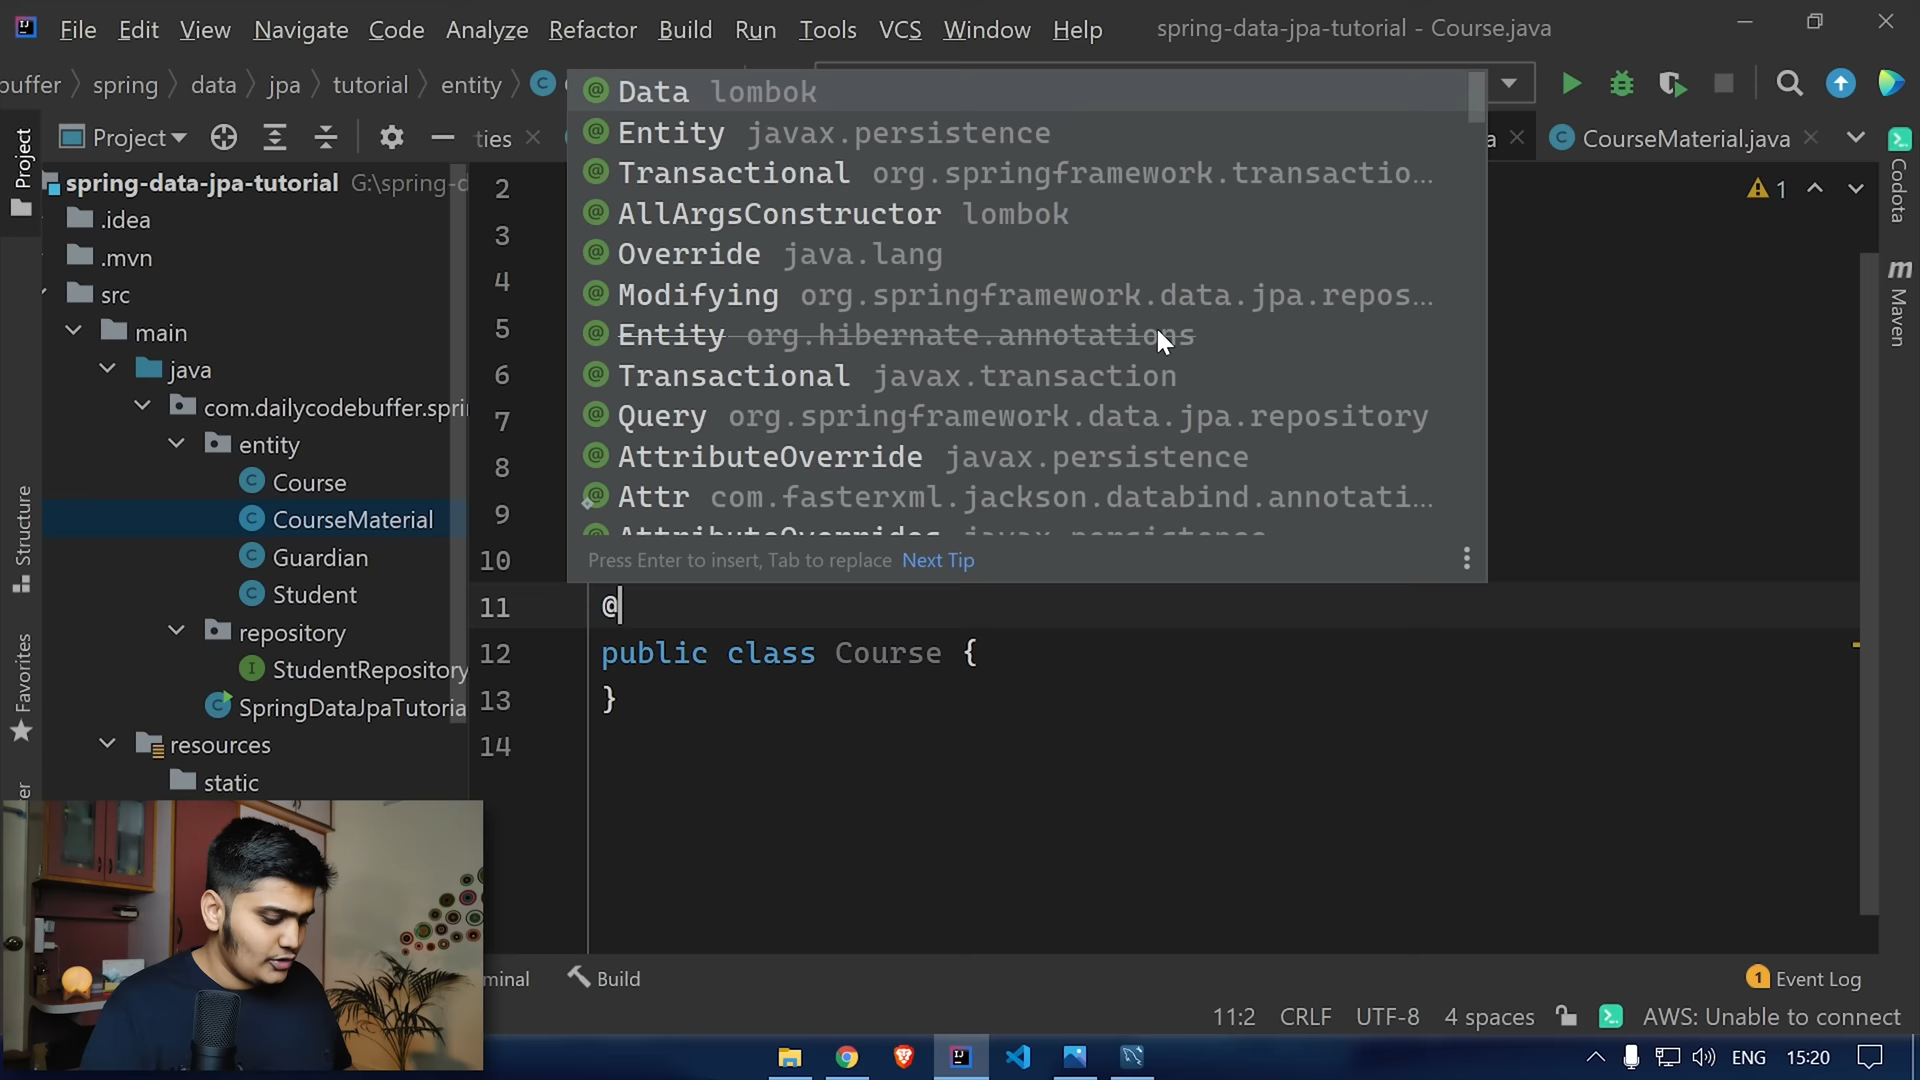 File Edit View Navigate Code Analyze Refactor Build Run Tools VCS Window Help spring-data-jpa-tutorial - Course.java
buffer spring data jpa tutorial entity
Project ties CourseMaterial.java
Project
Structure
Favorites
spring-data-jpa-tutorial G:\spring-d
.idea
.mvn
src
main
java
com.dailycodebuffer.spri
entity
Course
CourseMaterial
Guardian
Student
repository
StudentRepository
SpringDataJpaTutoria
resources
static
Data lombok
Entity javax.persistence
Transactional org.springframework.transactio...
AllArgsConstructor lombok
Override java.lang
Modifying org.springframework.data.jpa.repos...
Entity org.hibernate.annotations
Transactional javax.transaction
Query org.springframework.data.jpa.repository
AttributeOverride javax.persistence
Attr com.fasterxml.jackson.databind.annotati...
AttributeOverrides javax.persistence
Press Enter to insert, Tab to replace Next Tip
2
3
4
5
6
7
8
9
10
11 @
12 public class Course {
13 }
14
1
Codota
Maven
minal Build 1 Event Log
11:2 CRLF UTF-8 4 spaces AWS: Unable to connect
ENG 15:20